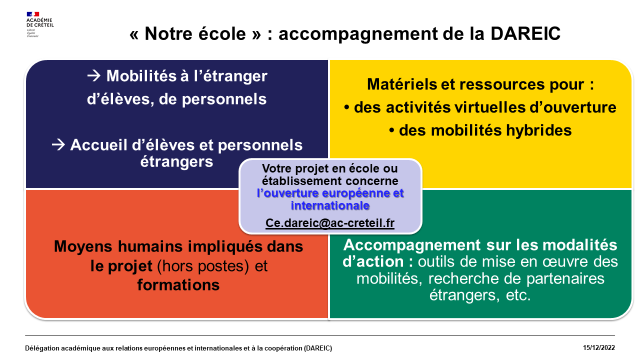 ACADÉMIE
DE CRÉTEIL
« Notre école » : accompagnement de la DAREIC
→ Mobilités à l'étranger
d'élèves, de personnels
→ Accueil d'élèves et personnels
étrangers
Matériels et ressources pour :
• des activités virtuelles d'ouverture
• des mobilités hybrides
Votre projet en école ou
établissement concerne
l'ouverture européenne et
internationale
Ce.dareic@ac-creteil.fr
Moyens humains impliqués dans
le projet (hors postes) et
formations
Accompagnement sur les modalités
d'action : outils de mise en œuvre des
mobilités, recherche de partenaires
étrangers, etc.
Délégation académique aux relations européennes et internationales et à la coopération (DAREIC)
15/12/2022